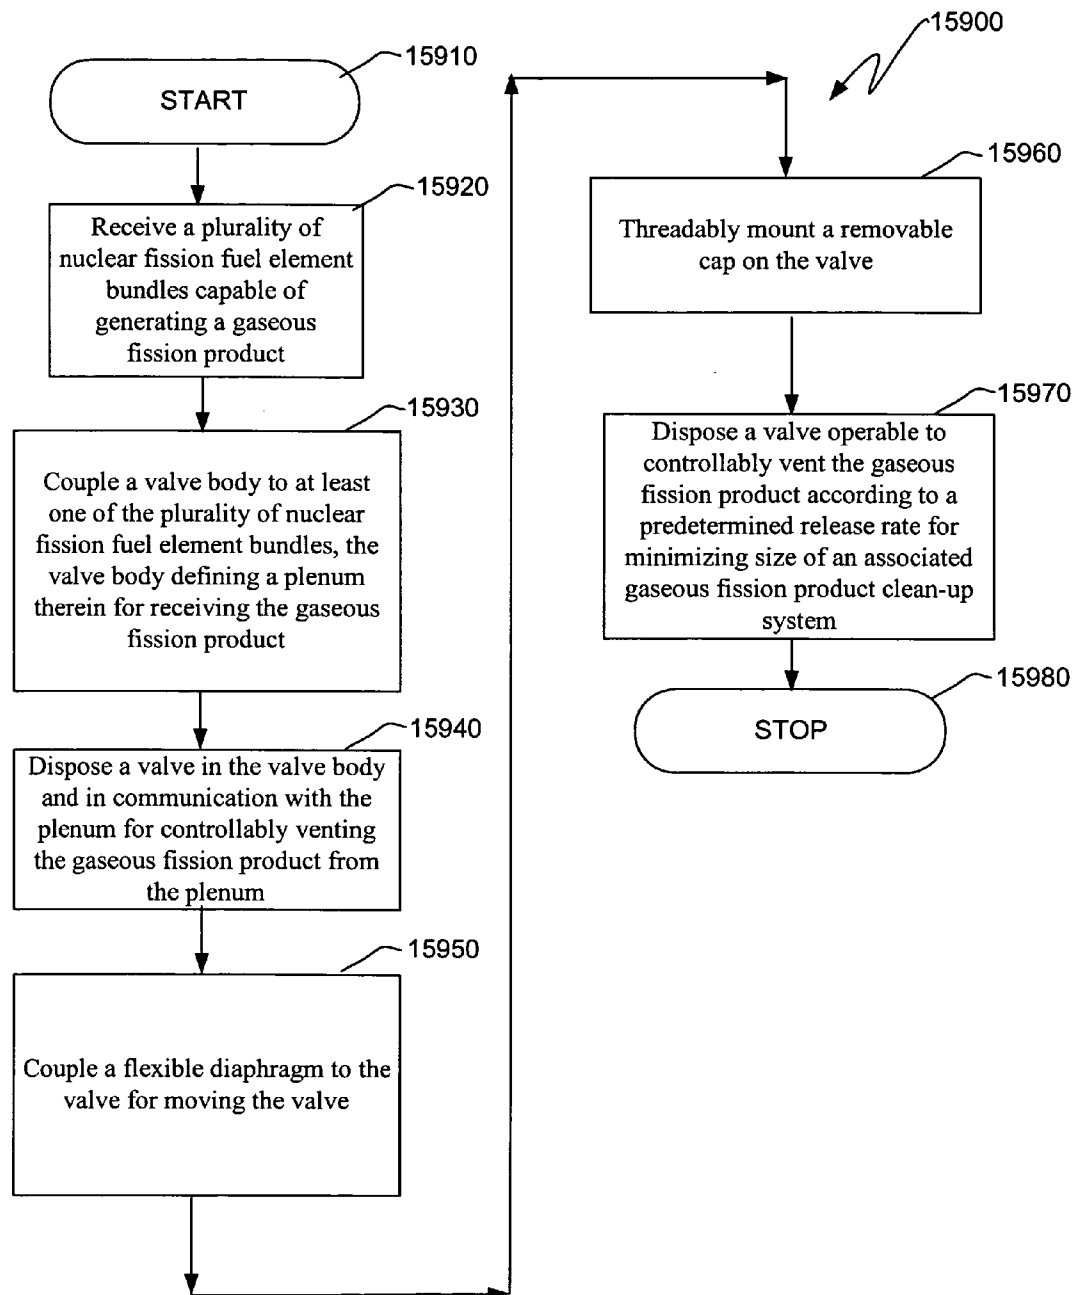 15900
15910
START
15920
Receive a plurality of
nuclear fission fuel element
bundles capable of
generating a gaseous
fission product
15930
Couple a valve body to at least
one of the plurality of nuclear
fission fuel element bundles, the
valve body defining a plenum
therein for receiving the gaseous
fission product
15940
Dispose a valve in the valve body
and in communication with the
plenum for controllably venting
the gaseous fission product from
the plenum
15950
Couple a flexible diaphragm to the
valve for moving the valve
15960
Threadably mount a removable
cap on the valve
15970
Dispose a valve operable to
controllably vent the gaseous
fission product according to a
predetermined release rate for
minimizing size of an associated
gaseous fission product clean-up
system
15980
STOP